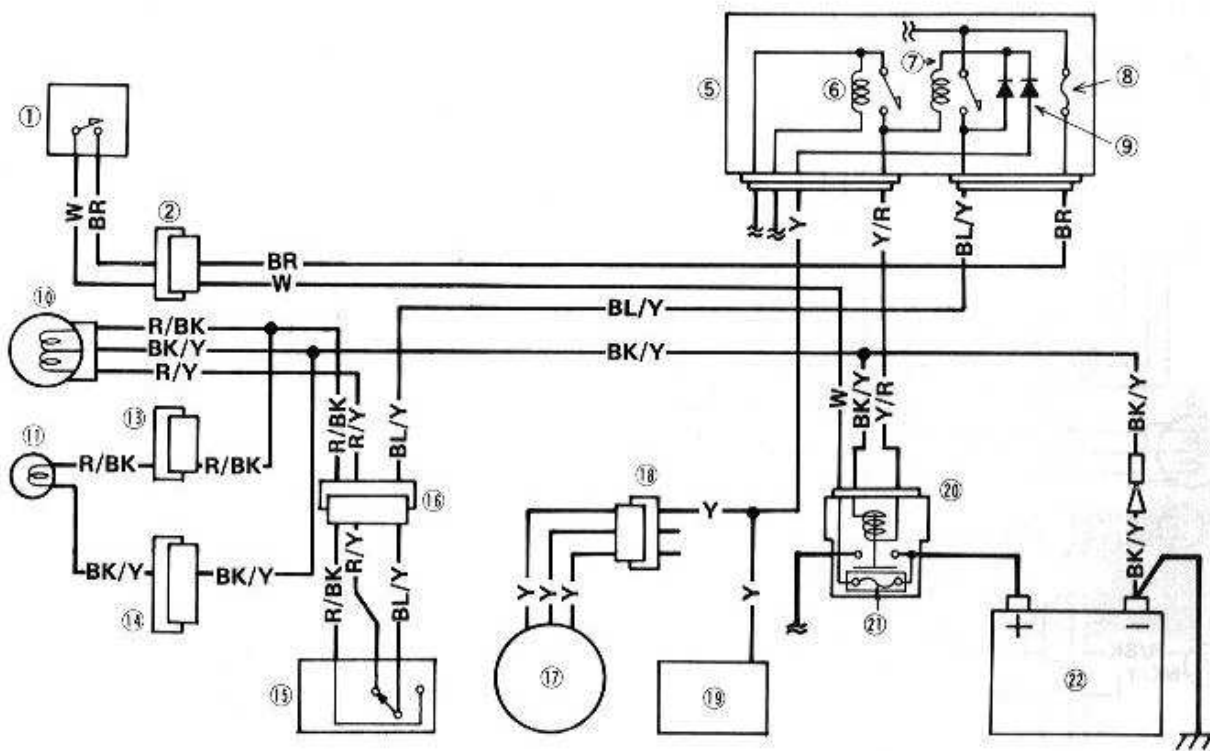 ①
W
BR
②
BR
W
⑤
⑥
⑦
⑧
⑨
Y
Y/R
BL/Y
BR
⑩
R/BK
BK/Y
R/Y
BL/Y
BK/Y
⑪
R/BK
⑬
R/BK
BK/Y
⑭
BK/Y
R/BK
R/Y
BL/Y
⑯
R/BK
R/Y
BL/Y
⑮
⑱
Y
Y
Y
Y
⑰
Y
⑲
W
BK/Y
Y/R
⑳
㉑
BK/Y
BK/Y
+
−
㉒